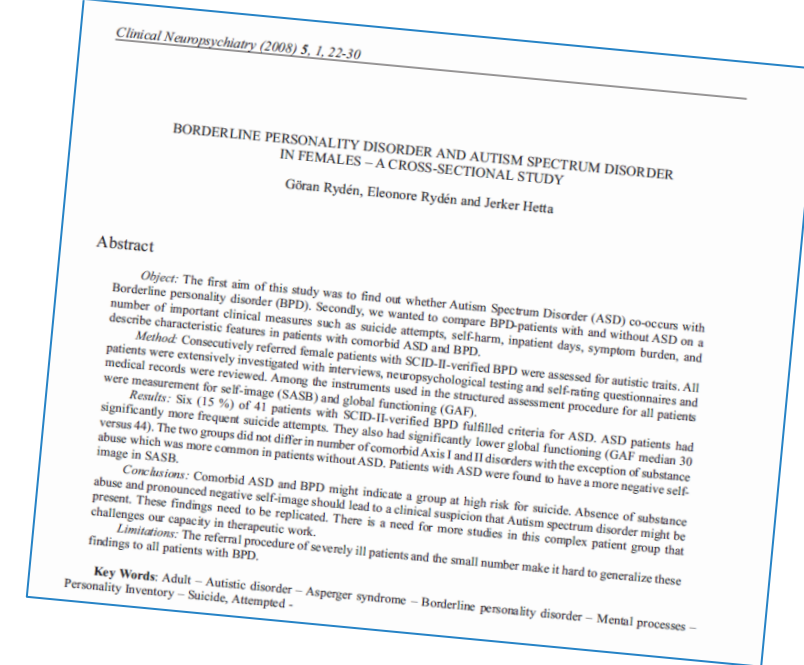 Clinical Neuropsychiatry (2008) 5, 1, 22-30
BORDERLINE PERSONALITY DISORDER AND AUTISM SPECTRUM DISORDER
IN FEMALES – A CROSS-SECTIONAL STUDY
Göran Rydén, Eleonore Rydén and Jerker Hetta
Abstract
Object: The first aim of this study was to find out whether Autism Spectrum Disorder (ASD) co-occurs with
Borderline personality disorder (BPD). Secondly, we wanted to compare BPD-patients with and without ASD on a
number of important clinical measures such as suicide attempts, self-harm, inpatient days, symptom burden, and
describe characteristic features in patients with comorbid ASD and BPD.
Method: Consecutively referred female patients with SCID-II-verified BPD were assessed for autistic traits. All
patients were extensively investigated with interviews, neuropsychological testing and self-rating questionnaires and
medical records were reviewed. Among the instruments used in the structured assessment procedure for all patients
were measurement for self-image (SASB) and global functioning (GAF).
Results: Six (15 %) of 41 patients with SCID-II-verified BPD fulfilled criteria for ASD. ASD patients had
significantly more frequent suicide attempts. They also had significantly lower global functioning (GAF median 30
versus 44). The two groups did not differ in number of comorbid Axis I and II disorders with the exception of substance
abuse which was more common in patients without ASD. Patients with ASD were found to have a more negative self-
image in SASB.
Conclusions: Comorbid ASD and BPD might indicate a group at high risk for suicide. Absence of substance
abuse and pronounced negative self-image should lead to a clinical suspicion that Autism spectrum disorder might be
present. These findings need to be replicated. There is a need for more studies in this complex patient group that
challenges our capacity in therapeutic work.
Limitations: The referral procedure of severely ill patients and the small number make it hard to generalize these
findings to all patients with BPD.
Key Words: Adult – Autistic disorder – Asperger syndrome – Borderline personality disorder – Mental processes –
Personality Inventory – Suicide, Attempted -